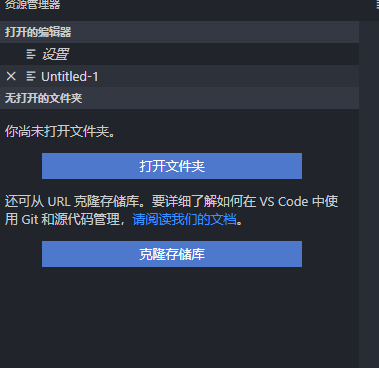 资源管理器
打开的编辑器
设置
Untitled-1
无打开的文件夹
你尚未打开文件夹。
打开文件夹
还可从 URL 克隆存储库。要详细了解如何在 VS Code 中使
用 Git 和源代码管理，请阅读我们的文档。
克隆存储库